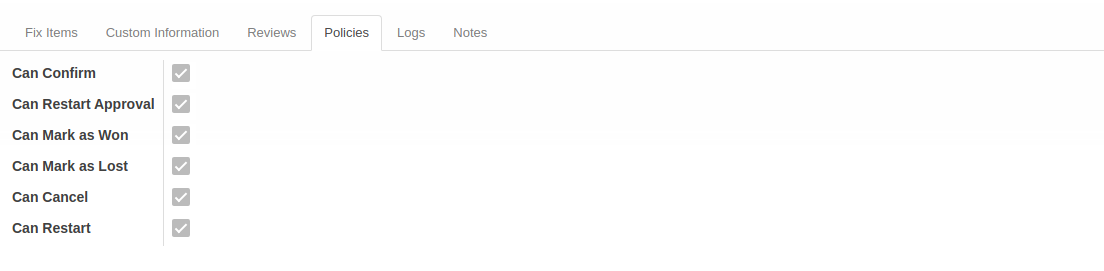 Fix Items Custom Information Reviews Policies Logs Notes
Can Confirm
Can Restart Approval
Can Mark as Won
Can Mark as Lost
Can Cancel
Can Restart